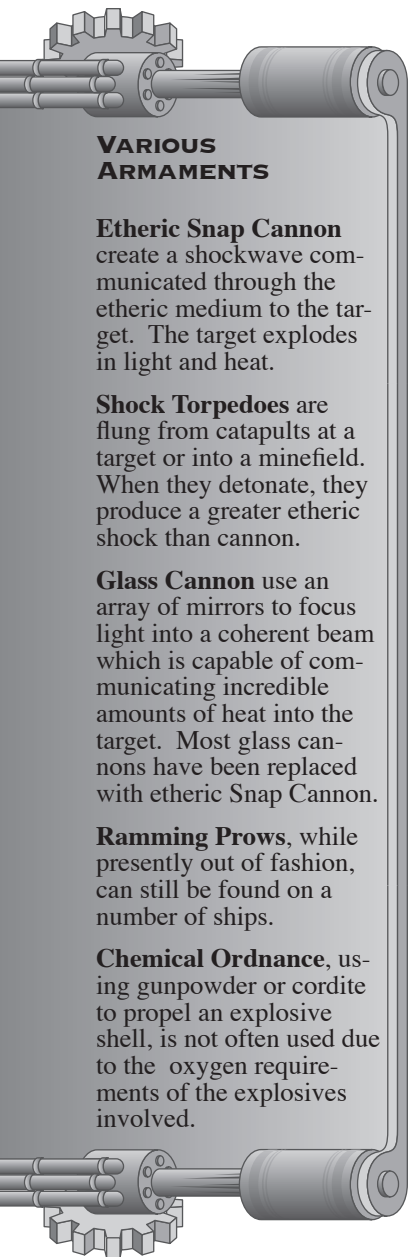 VARIOUS
ARMAMENTS
Etheric Snap Cannon
create a shockwave com-
municated through the
etheric medium to the tar-
get.  The target explodes
in light and heat.
Shock Torpedoes are
flung from catapults at a
target or into a minefield.
When they detonate, they
produce a greater etheric
shock than cannon.
Glass Cannon use an
array of mirrors to focus
light into a coherent beam
which is capable of com-
municating incredible
amounts of heat into the
target.  Most glass can-
nons have been replaced
with etheric Snap Cannon.
Ramming Prows, while
presently out of fashion,
can still be found on a
number of ships.
Chemical Ordnance, us-
ing gunpowder or cordite
to propel an explosive
shell, is not often used due
to the  oxygen require-
ments of the explosives
involved.